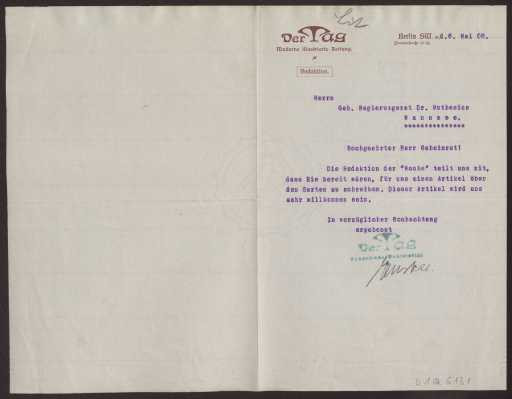 Der Tag
Moderne illustrierte Zeitung.
Redaktion.
Berlin SW. d. 6. Mai 08.
Herrn
Geh. Regierungsrat Dr. Muthesius
Wannsee.
***************
Hochgeehrter Herr Geheimrat!
Die Redaktion der "Woche" teilt uns mit,
dass Sie bereit wären, für uns einen Artikel über
den Garten zu schreiben. Dieser Artikel wird uns
sehr willkommen sein.
In vorzüglicher Hochachtung
ergebenst
Der Tag